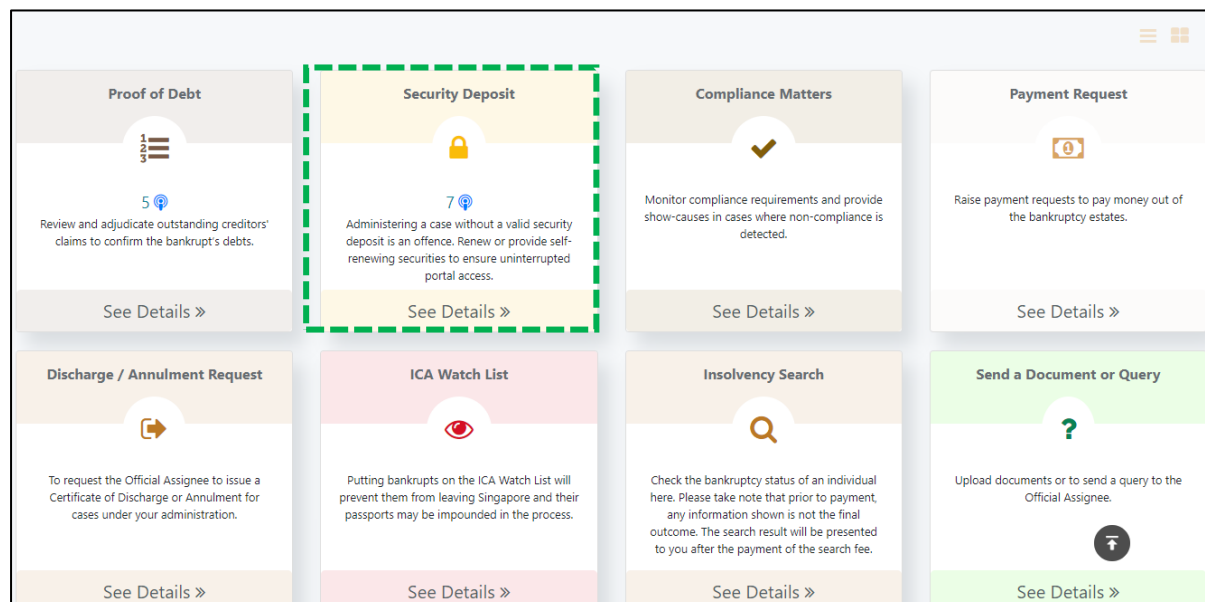 Proof of Debt
1
2
3
5
Review and adjudicate outstanding creditors'
claims to confirm the bankrupt's debts.
See Details »
Security Deposit
7
Administering a case without a valid security
deposit is an offence. Renew or provide self-
renewing securities to ensure uninterrupted
portal access.
See Details »
Compliance Matters
Monitor compliance requirements and provide
show-causes in cases where non-compliance is
detected.
See Details »
Payment Request
1
Raise payment requests to pay money out of
the bankruptcy estates.
See Details »
Discharge / Annulment Request
To request the Official Assignee to issue a
Certificate of Discharge or Annulment for
cases under your administration.
See Details »
ICA Watch List
Putting bankrupts on the ICA Watch List will
prevent them from leaving Singapore and their
passports may be impounded in the process.
See Details »
Insolvency Search
Check the bankruptcy status of an individual
here. Please take note that prior to payment,
any information shown is not the final
outcome. The search result will be presented
to you after the payment of the search fee.
See Details »
Send a Document or Query
?
Upload documents or to send a query to the
Official Assignee.
See Details »